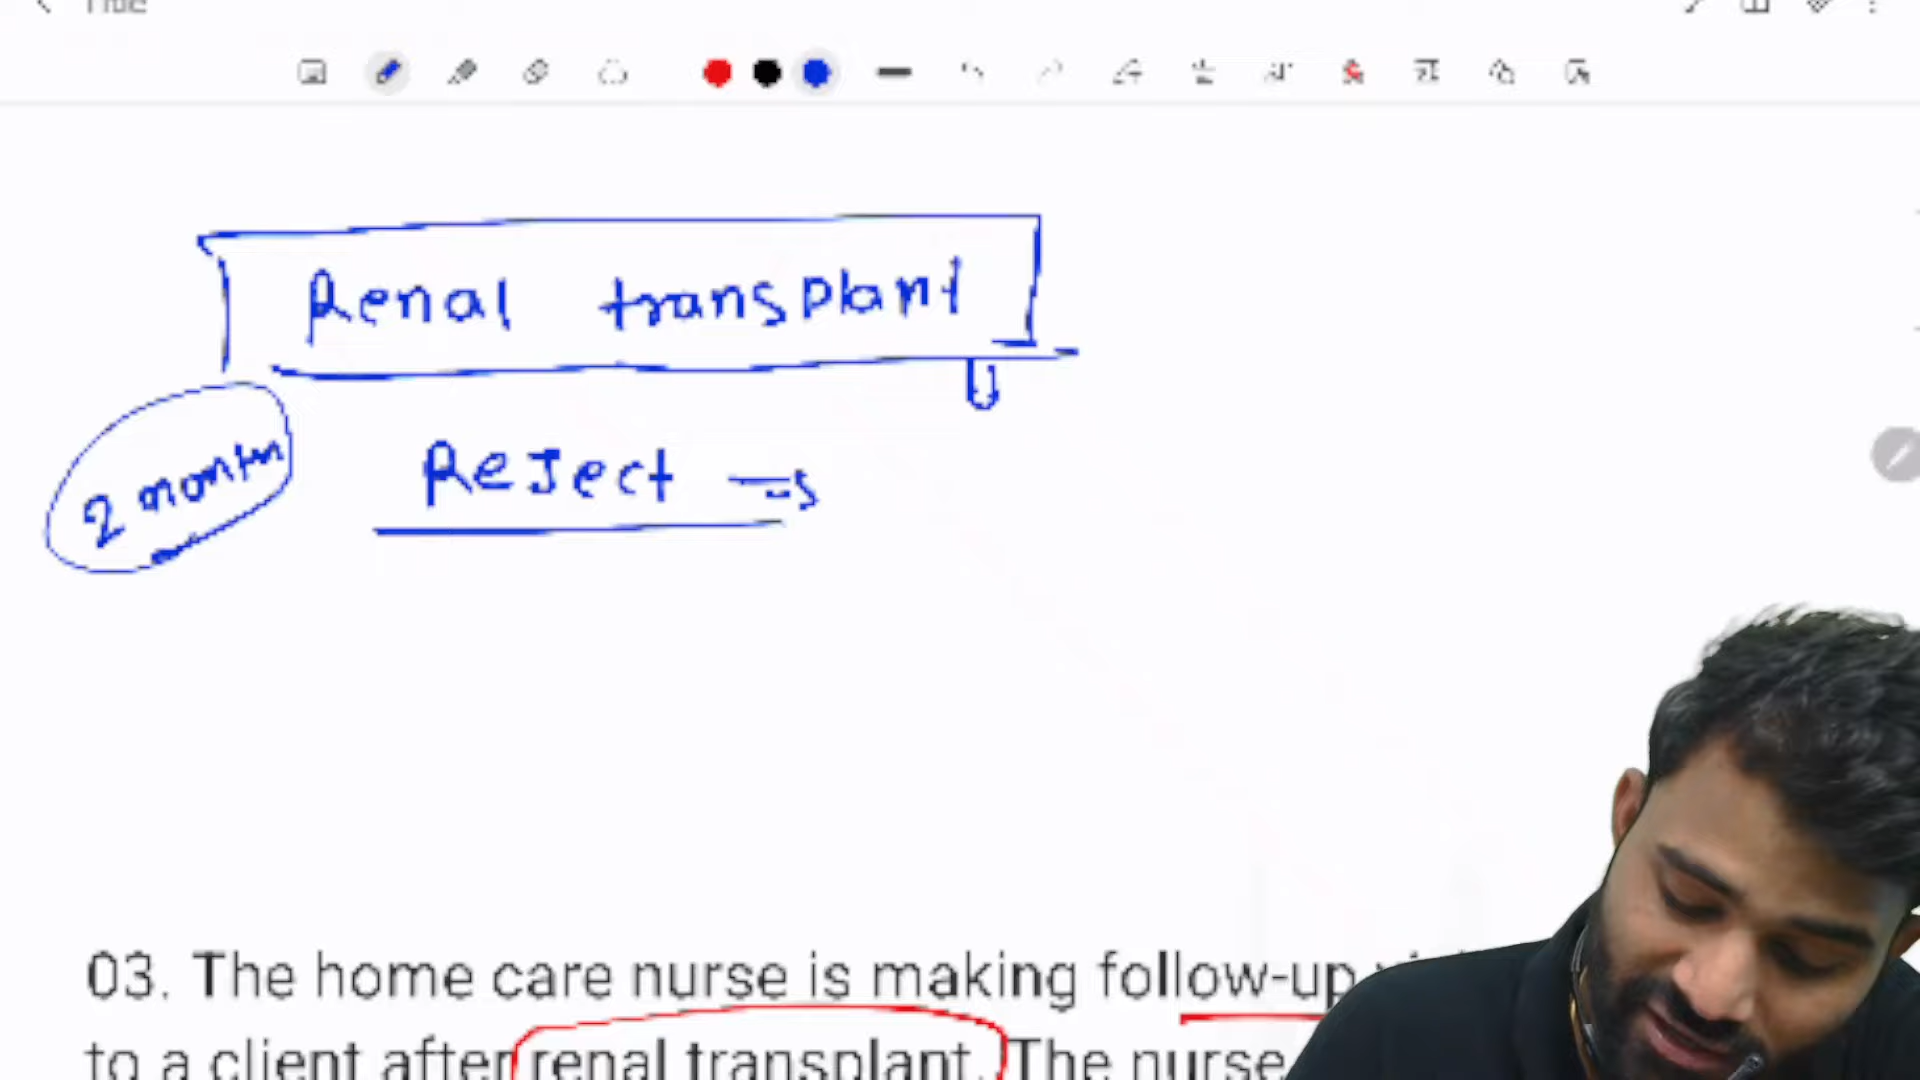 Title
Renal transplant
2 month
Reject
03. The home care nurse is making follow-up
to a client after renal transplant. The nurse